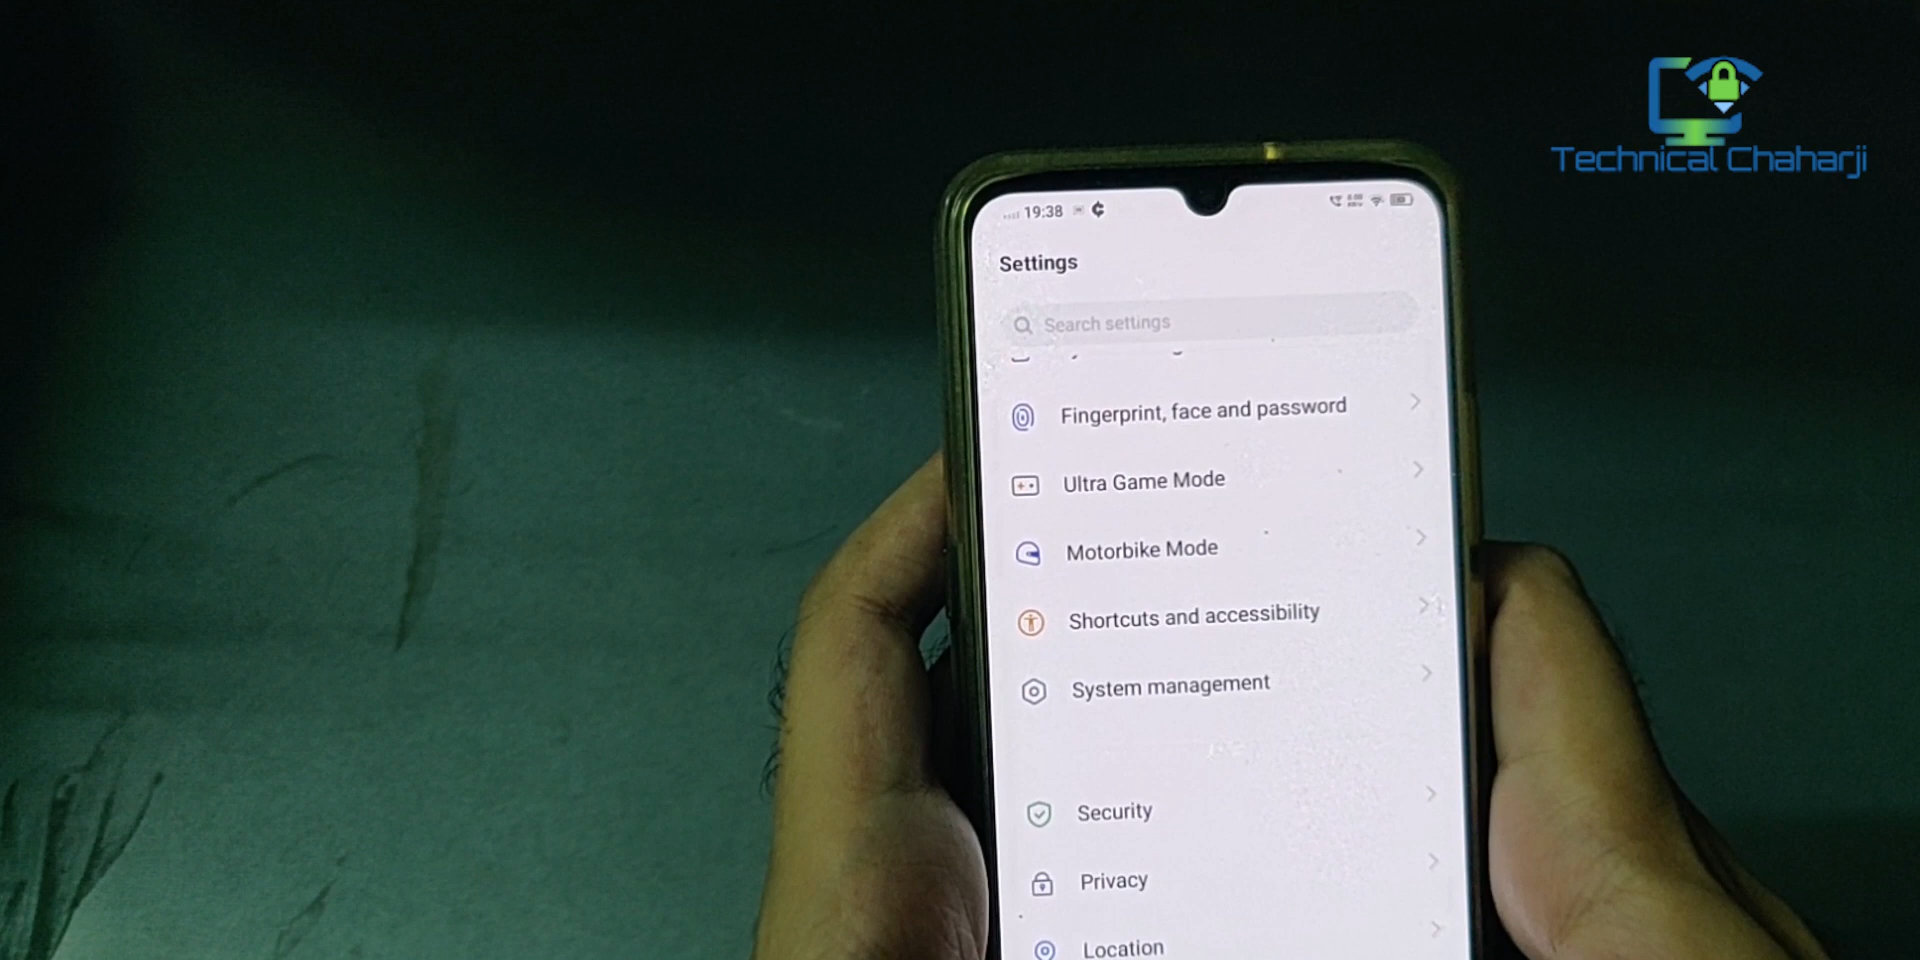 Technical Chaharji
19:38
Settings
Search settings
Fingerprint, face and password
Ultra Game Mode
Motorbike Mode
Shortcuts and accessibility
System management
Security
Privacy
Location